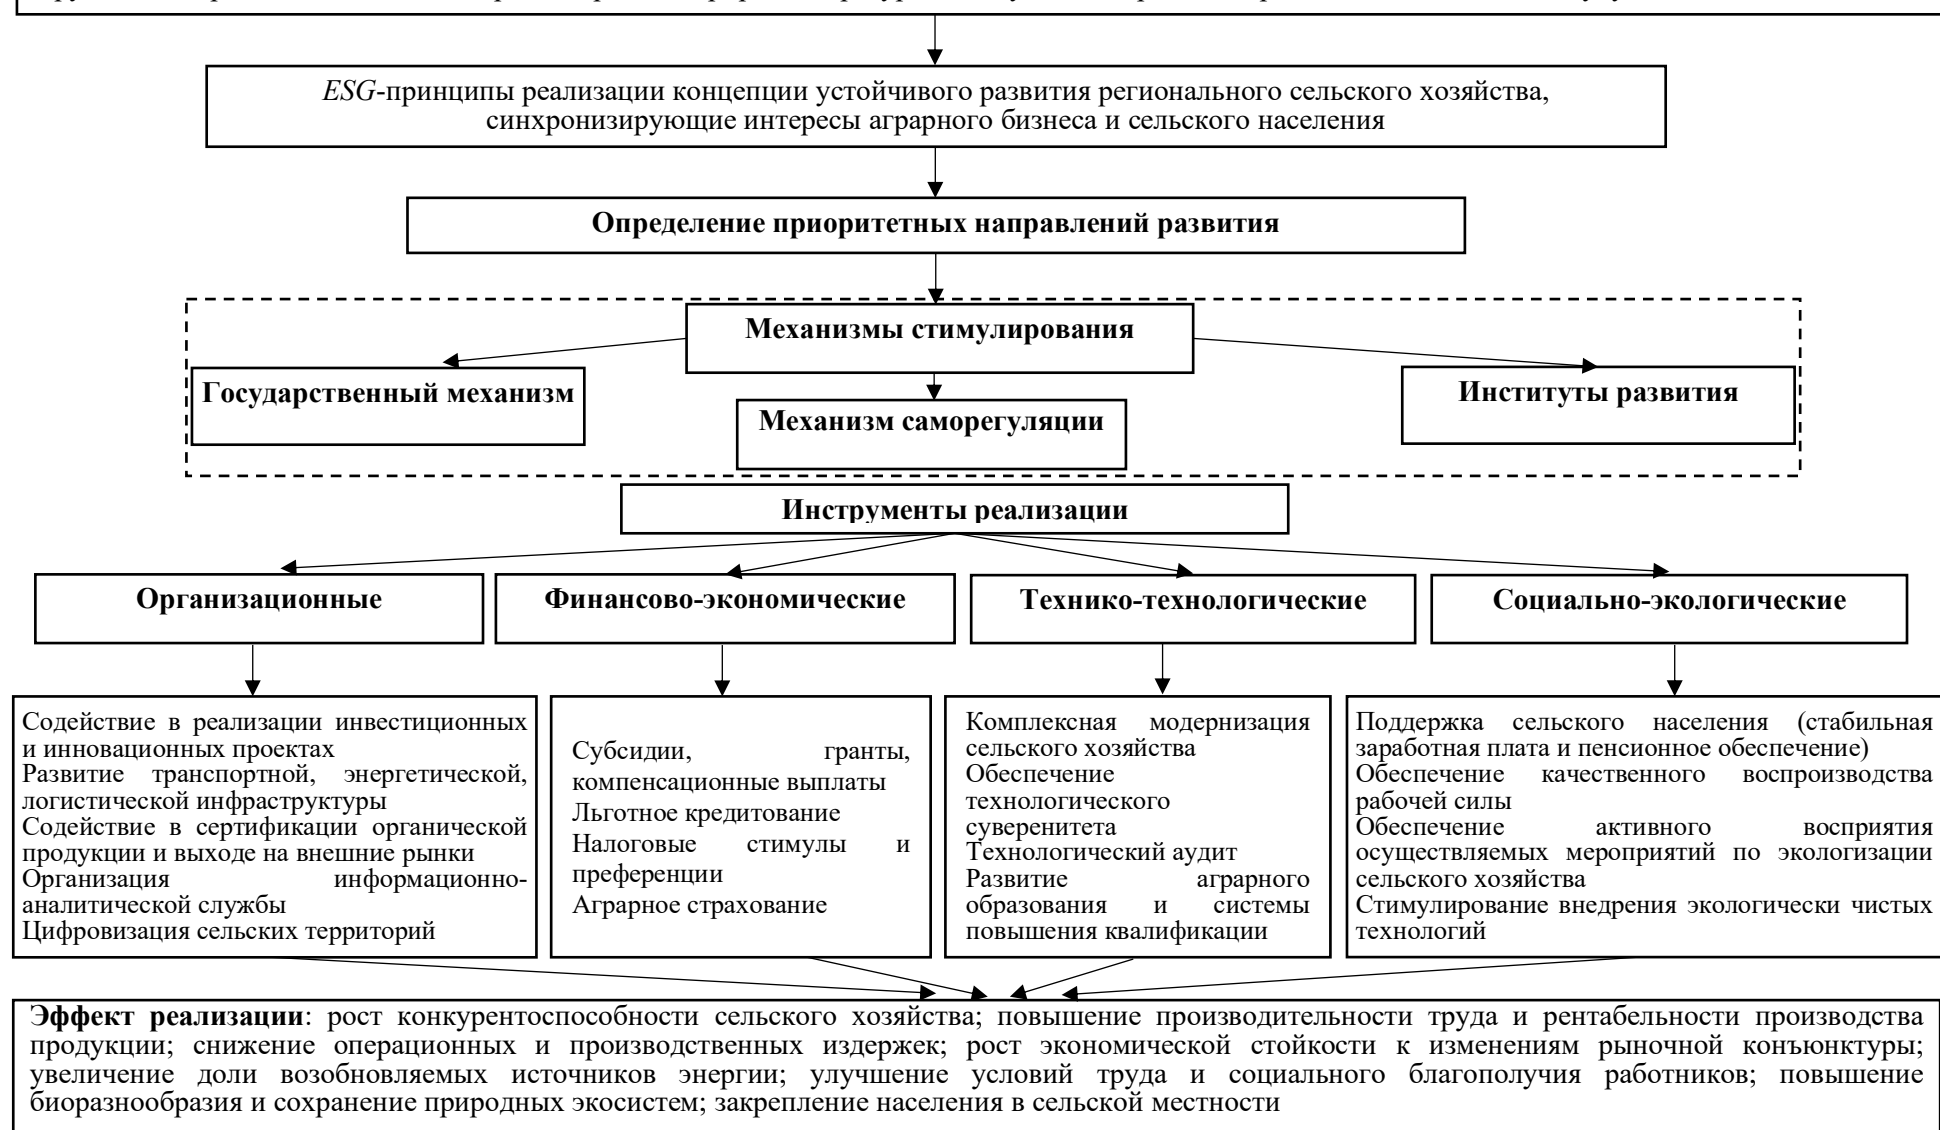 ESG-принципы реализации концепции устойчивого развития регионального сельского хозяйства,
синхронизирующие интересы аграрного бизнеса и сельского населения
Определение приоритетных направлений развития
Механизмы стимулирования
Государственный механизм
Механизм саморегуляции
Институты развития
Инструменты реализации
Организационные
Финансово-экономические
Технико-технологические
Социально-экологические
Содействие в реализации инвестиционных
и инновационных проектах
Развитие транспортной, энергетической,
логистической инфраструктуры
Содействие в сертификации органической
продукции и выходе на внешние рынки
Организация информационно-
аналитической службы
Цифровизация сельских территорий
Субсидии, гранты,
компенсационные выплаты
Льготное кредитование
Налоговые стимулы и
преференции
Аграрное страхование
Комплексная модернизация
сельского хозяйства
Обеспечение
технологического
суверенитета
Технологический аудит
Развитие аграрного
образования и системы
повышения квалификации
Поддержка сельского населения (стабильная
заработная плата и пенсионное обеспечение)
Обеспечение качественного воспроизводства
рабочей силы
Обеспечение активного восприятия
осуществляемых мероприятий по экологизации
сельского хозяйства
Стимулирование внедрения экологически чистых
технологий
Эффект реализации: рост конкурентоспособности сельского хозяйства; повышение производительности труда и рентабельности производства
продукции; снижение операционных и производственных издержек; рост экономической стойкости к изменениям рыночной конъюнктуры;
увеличение доли возобновляемых источников энергии; улучшение условий труда и социального благополучия работников; повышение
биоразнообразия и сохранение природных экосистем; закрепление населения в сельской местности